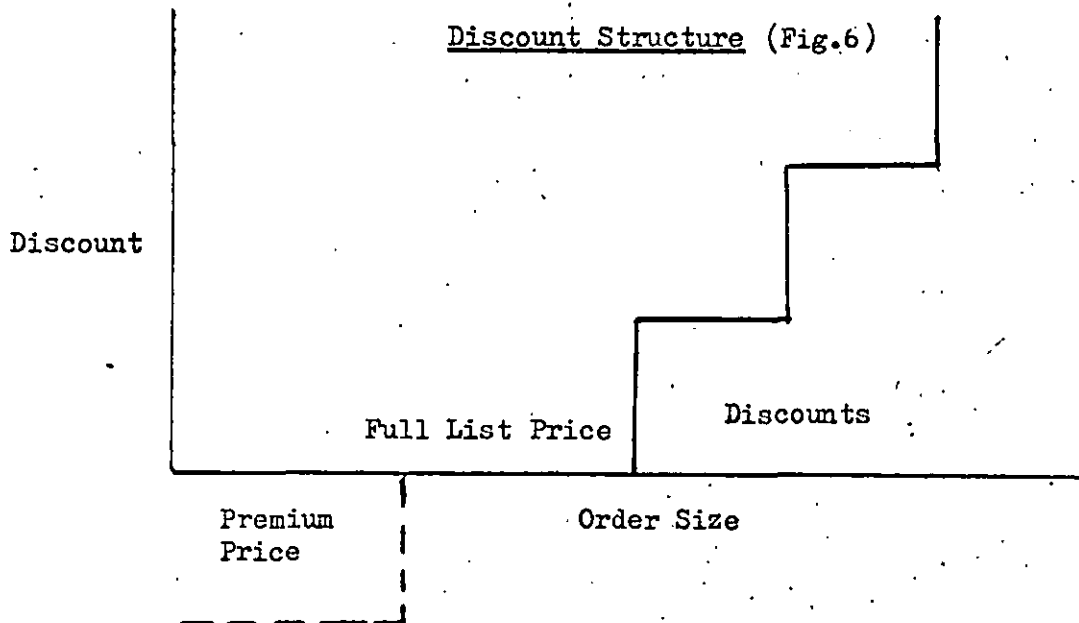 Discount Structure (Fig.6)
Discount
Full List Price
Discounts
Premium
Price
Order Size